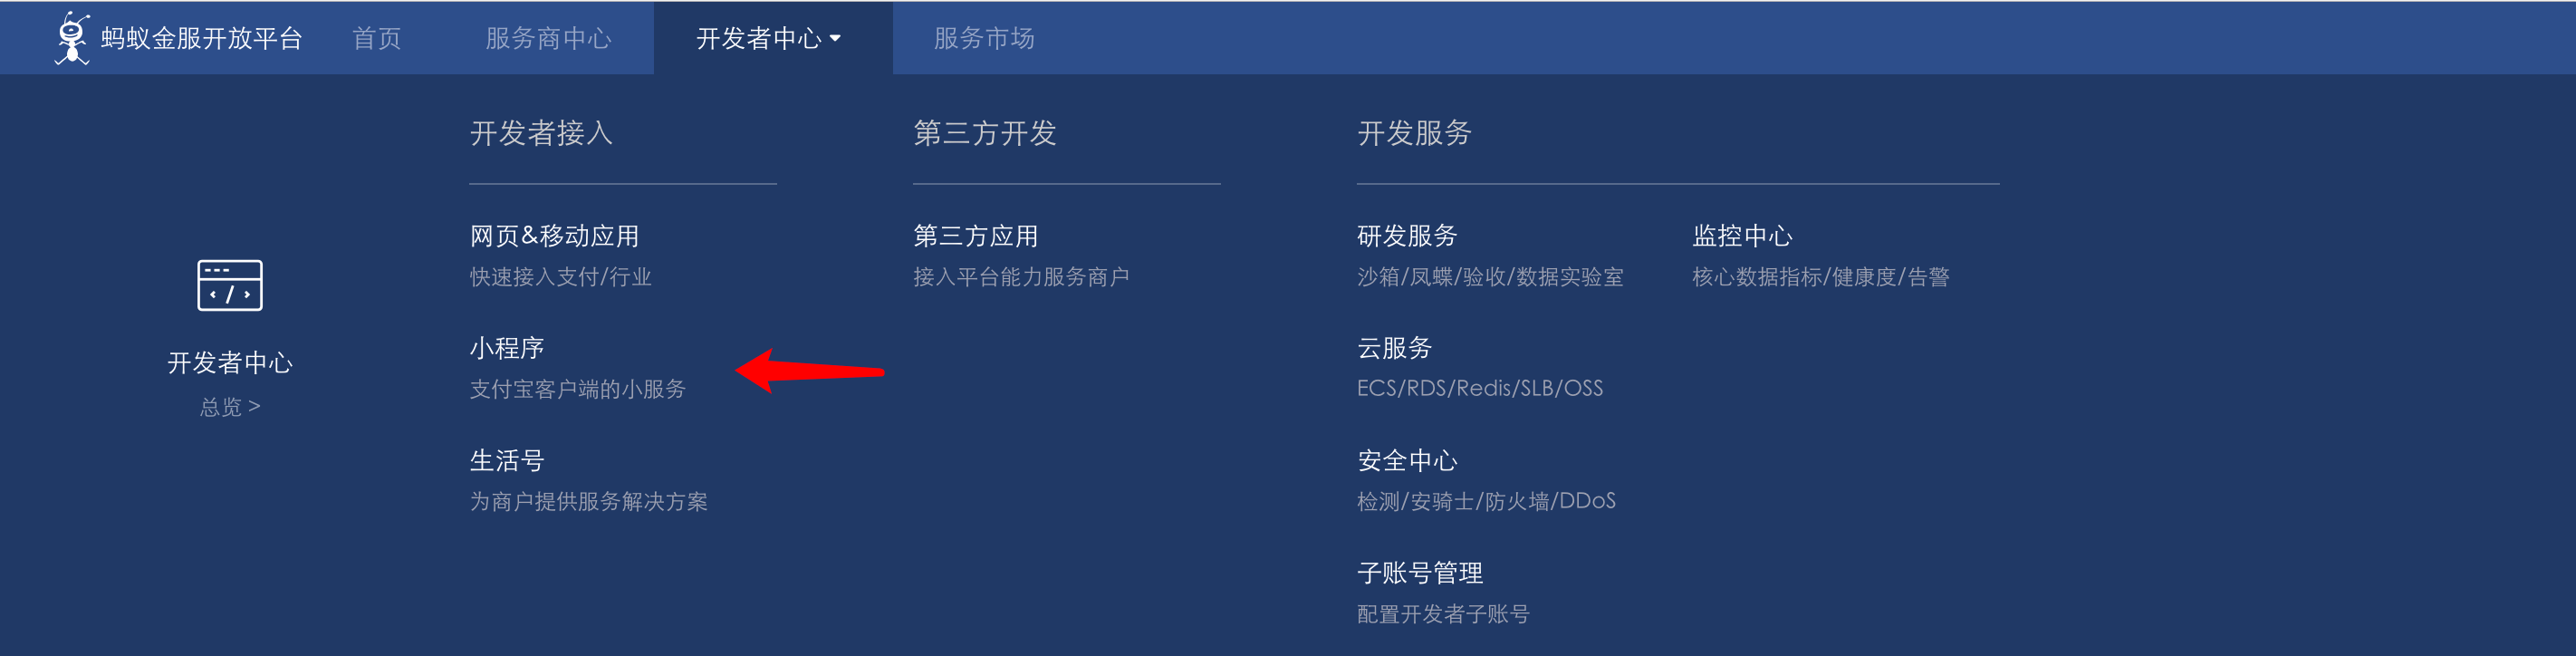 蚂蚁金服开放平台
首页
服务商中心
开发者中心
服务市场
开发者中心
总览 >
开发者接入
网页&移动应用
快速接入支付/行业
小程序
支付宝客户端的小服务
生活号
为商户提供服务解决方案
第三方开发
第三方应用
接入平台能力服务商户
开发服务
研发服务
沙箱/凤蝶/验收/数据实验室
云服务
ECS/RDS/Redis/SLB/OSS
安全中心
检测/安骑士/防火墙/DDoS
子账号管理
配置开发者子账号
监控中心
核心数据指标/健康度/告警